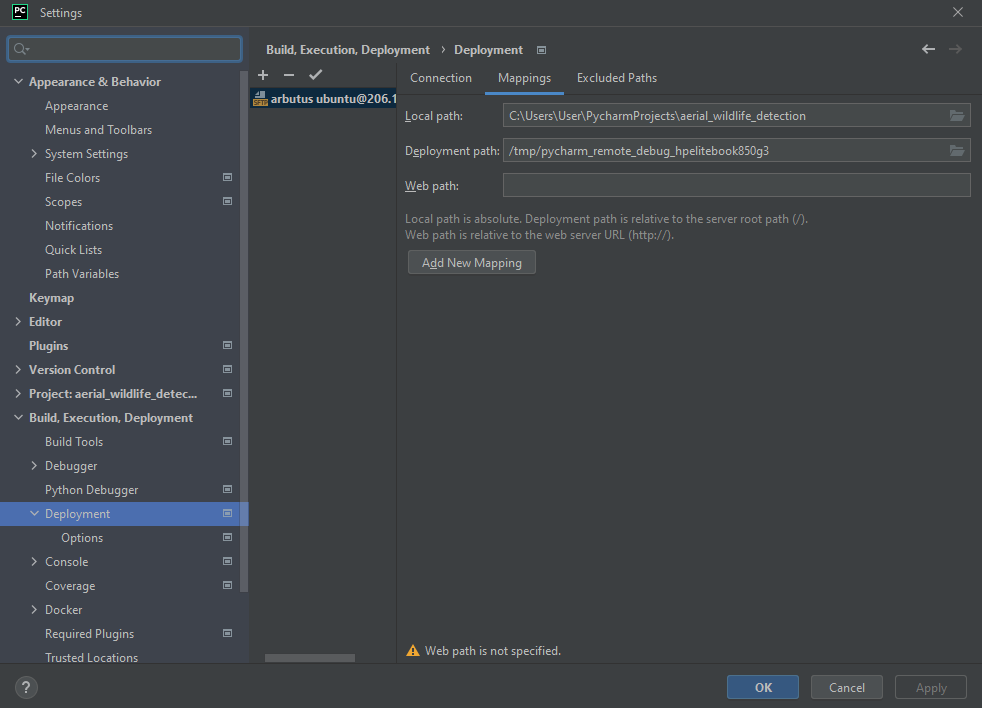 PC Settings
Appearance & Behavior
Appearance
Menus and Toolbars
System Settings
File Colors
Scopes
Notifications
Quick Lists
Path Variables
Keymap
Editor
Plugins
Version Control
Project: aerial_wildlife_detec...
Build, Execution, Deployment
Build Tools
Debugger
Python Debugger
Deployment
Options
Console
Coverage
Docker
Required Plugins
Trusted Locations
Build, Execution, Deployment › Deployment
SFTP arbutus ubuntu@206.1
Connection Mappings Excluded Paths
Local path: C:\Users\User\PycharmProjects\aerial_wildlife_detection
Deployment path: /tmp/pycharm_remote_debug_hpelitebook850g3
Web path:
Local path is absolute. Deployment path is relative to the server root path (/).
Web path is relative to the web server URL (http://).
Add New Mapping
Web path is not specified.
? OK Cancel Apply